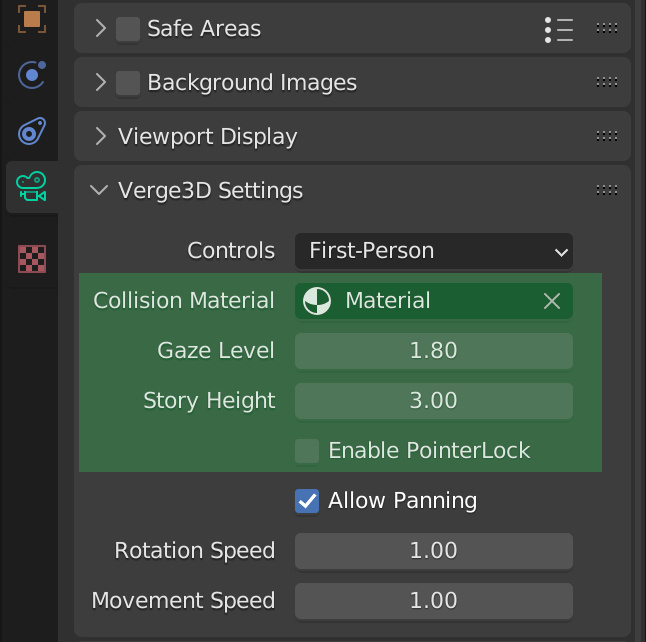 Safe Areas
Background Images
Viewport Display
Verge3D Settings
Controls First-Person
Collision Material Material
Gaze Level 1.80
Story Height 3.00
Enable PointerLock
Allow Panning
Rotation Speed 1.00
Movement Speed 1.00